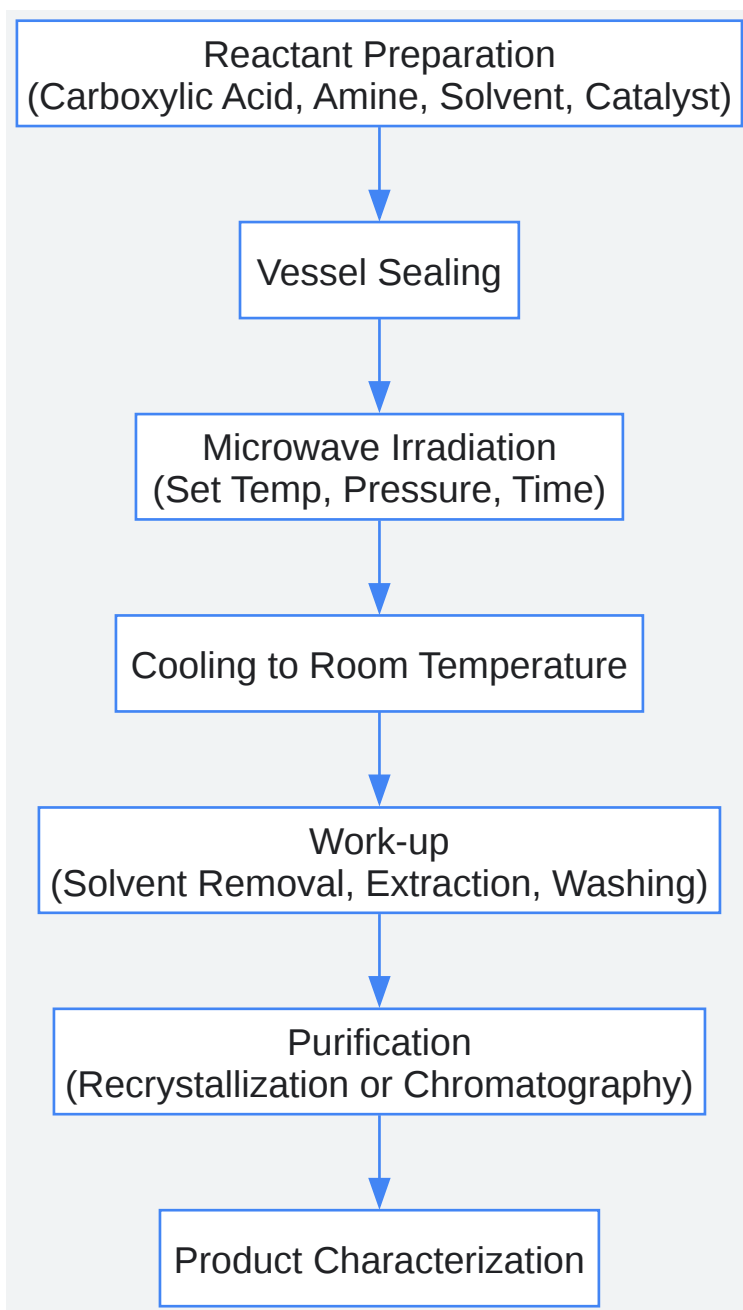 Reactant Preparation
(Carboxylic Acid, Amine, Solvent, Catalyst)
Vessel Sealing
Microwave Irradiation
(Set Temp, Pressure, Time)
Cooling to Room Temperature
Work-up
(Solvent Removal, Extraction, Washing)
Purification
(Recrystallization or Chromatography)
Product Characterization